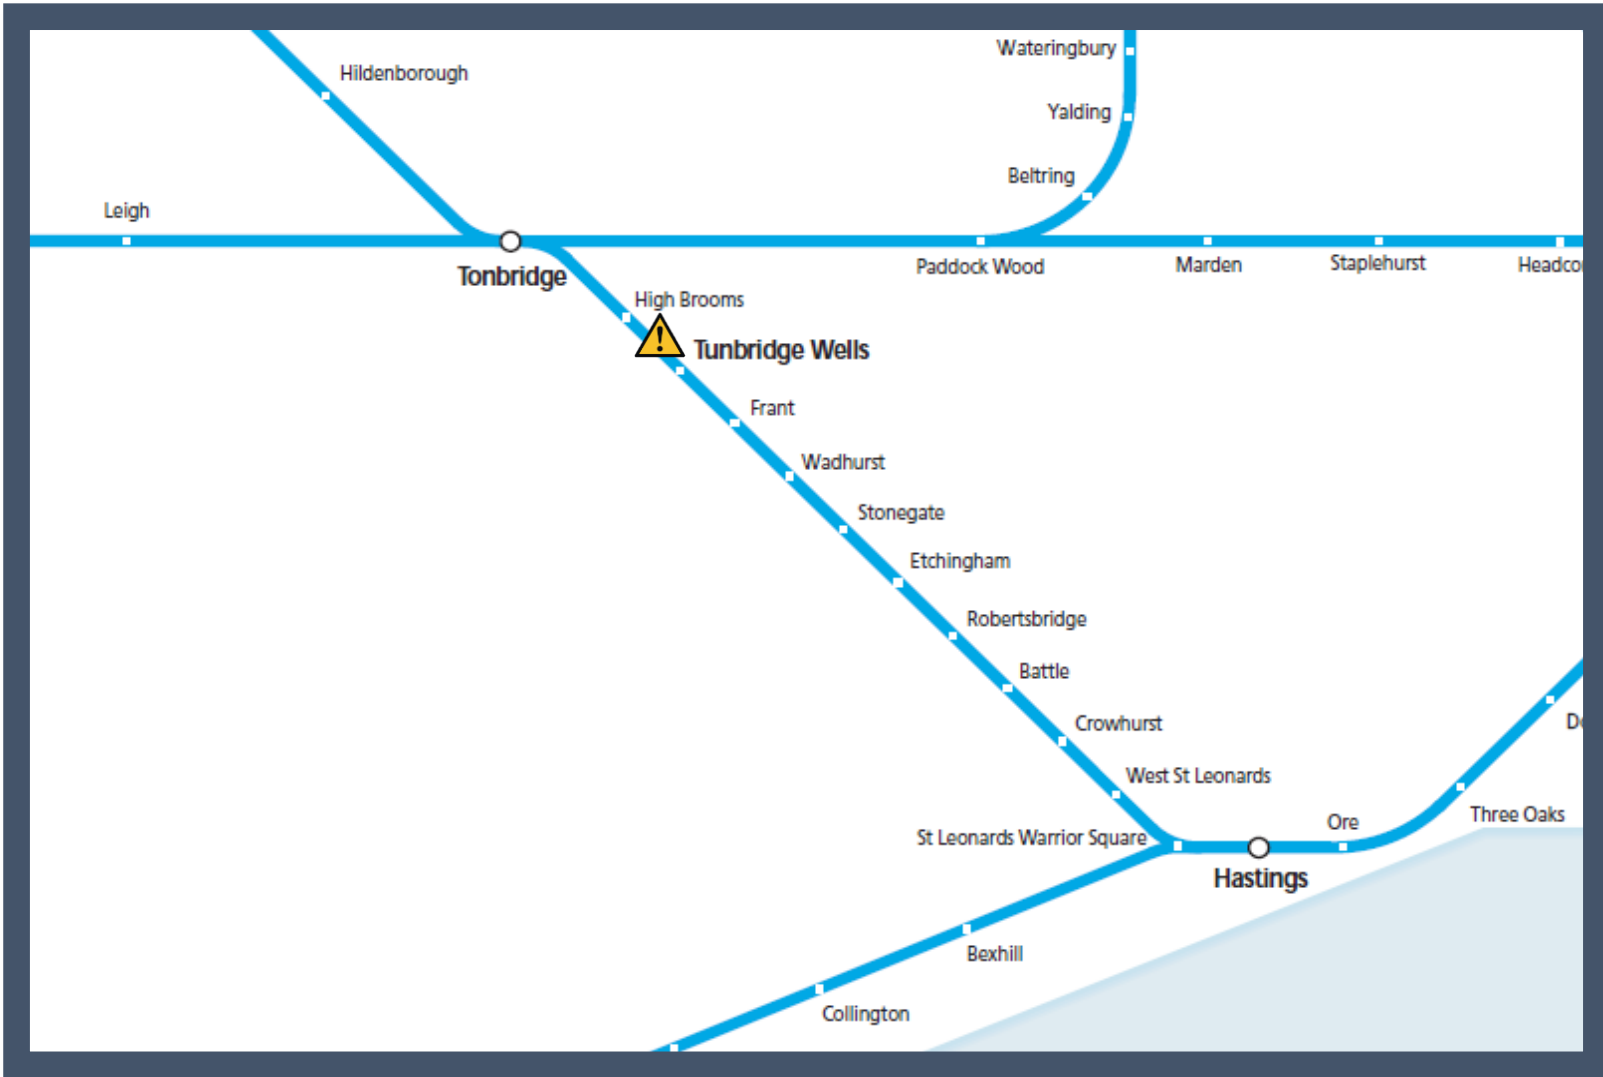 Wateringbury
Hildenborough
Yalding
Beltring
Leigh
Tonbridge
Paddock Wood
Marden
Staplehurst
Headco
High Brooms
!
Tunbridge Wells
Frant
Wadhurst
Stonegate
Etchingham
Robertsbridge
Battle
Crowhurst
D
West St Leonards
Three Oaks
Ore
St Leonards Warrior Square
Hastings
Bexhill
Collington